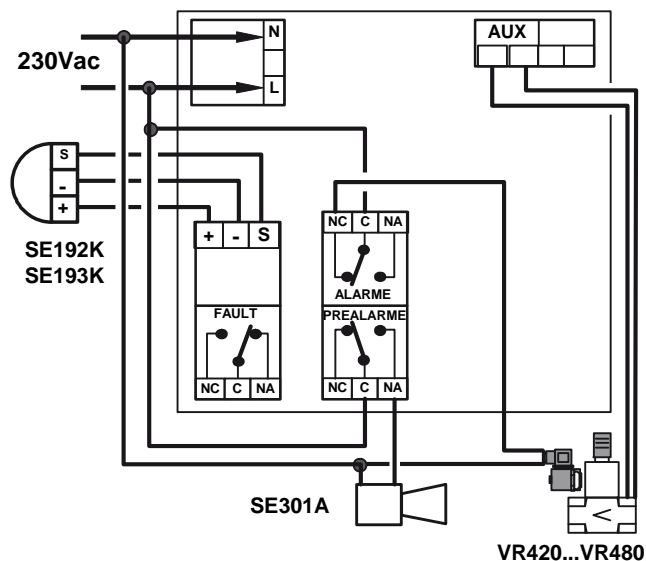 N
AUX
230Vac
L
S
-
+
SE192K
SE193K
+ - S
NC C NA
ALARME
FAULT
PREALARME
NC C NA
NC C NA
SE301A
VR420...VR480